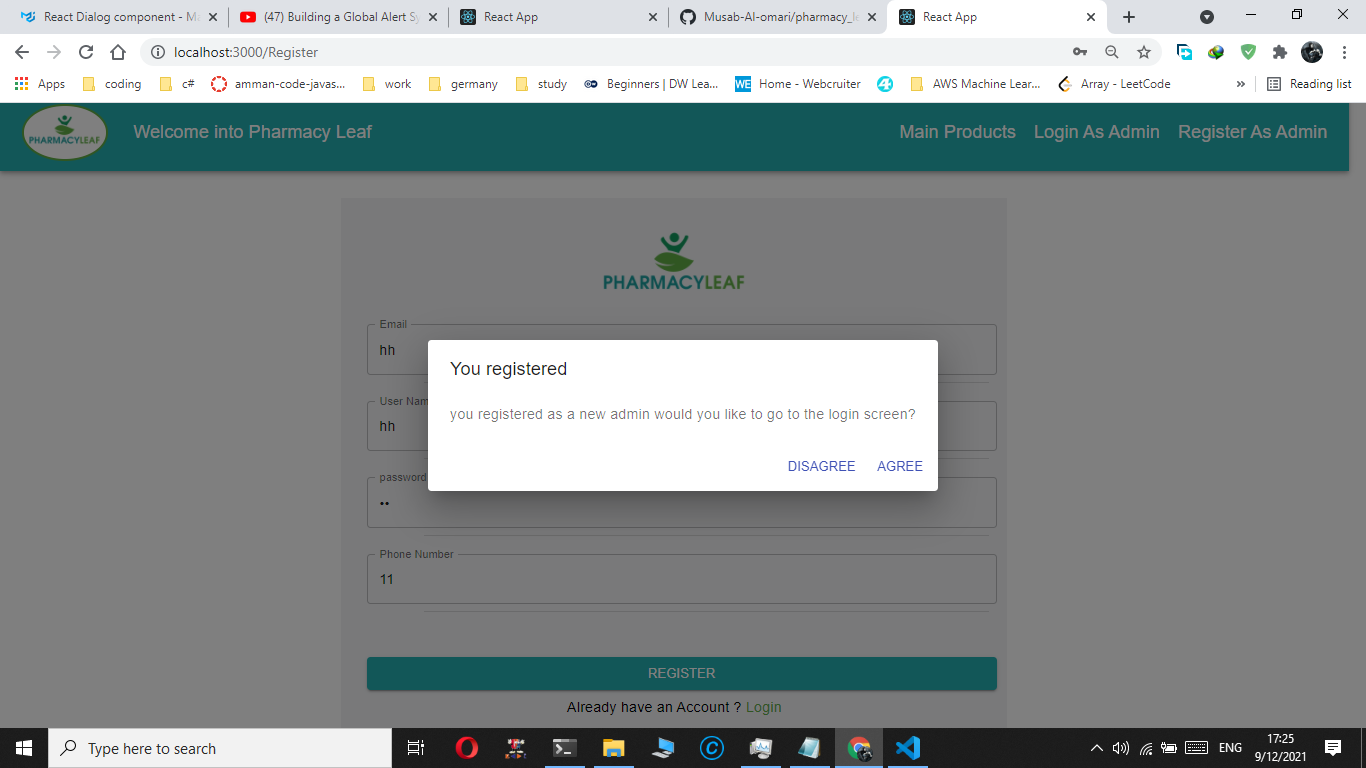 React Dialog component - Ma
(47) Building a Global Alert Sy
React App
Musab-Al-omari/pharmacy_le
React App
localhost:3000/Register
Apps
coding
c#
amman-code-javas...
work
germany
study
Beginners | DW Lea...
WE
Home - Webcruiter
AWS Machine Lear...
Array - LeetCode
»
Reading list
PHARMACYLEAF
Welcome into Pharmacy Leaf
Main Products
Login As Admin
Register As Admin
PHARMACYLEAF
Email
hh
User Nam
hh
password
••
Phone Number
11
You registered
you registered as a new admin would you like to go to the login screen?
DISAGREE
AGREE
REGISTER
Already have an Account ? Login
Type here to search
ENG
17:25
9/12/2021